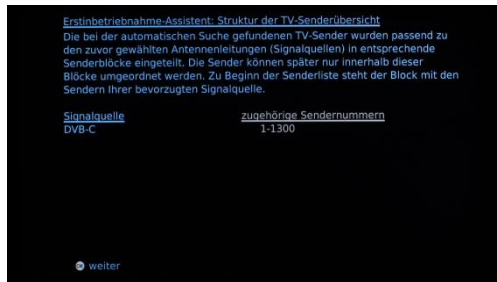 Erstinbetriebnahme-Assistent: Struktur der TV-Senderübersicht
Die bei der automatischen Suche gefundenen TV-Sender wurden passend zu
den zuvor gewählten Antennenleitungen (Signalquellen) in entsprechende
Senderblöcke eingeteilt. Die Sender können später nur innerhalb dieser
Blöcke umgeordnet werden. Zu Beginn der Senderliste steht der Block mit den
Sendern Ihrer bevorzugten Signalquelle.
Signalquelle zugehörige Sendernummern
DVB-C 1-1300
OK weiter